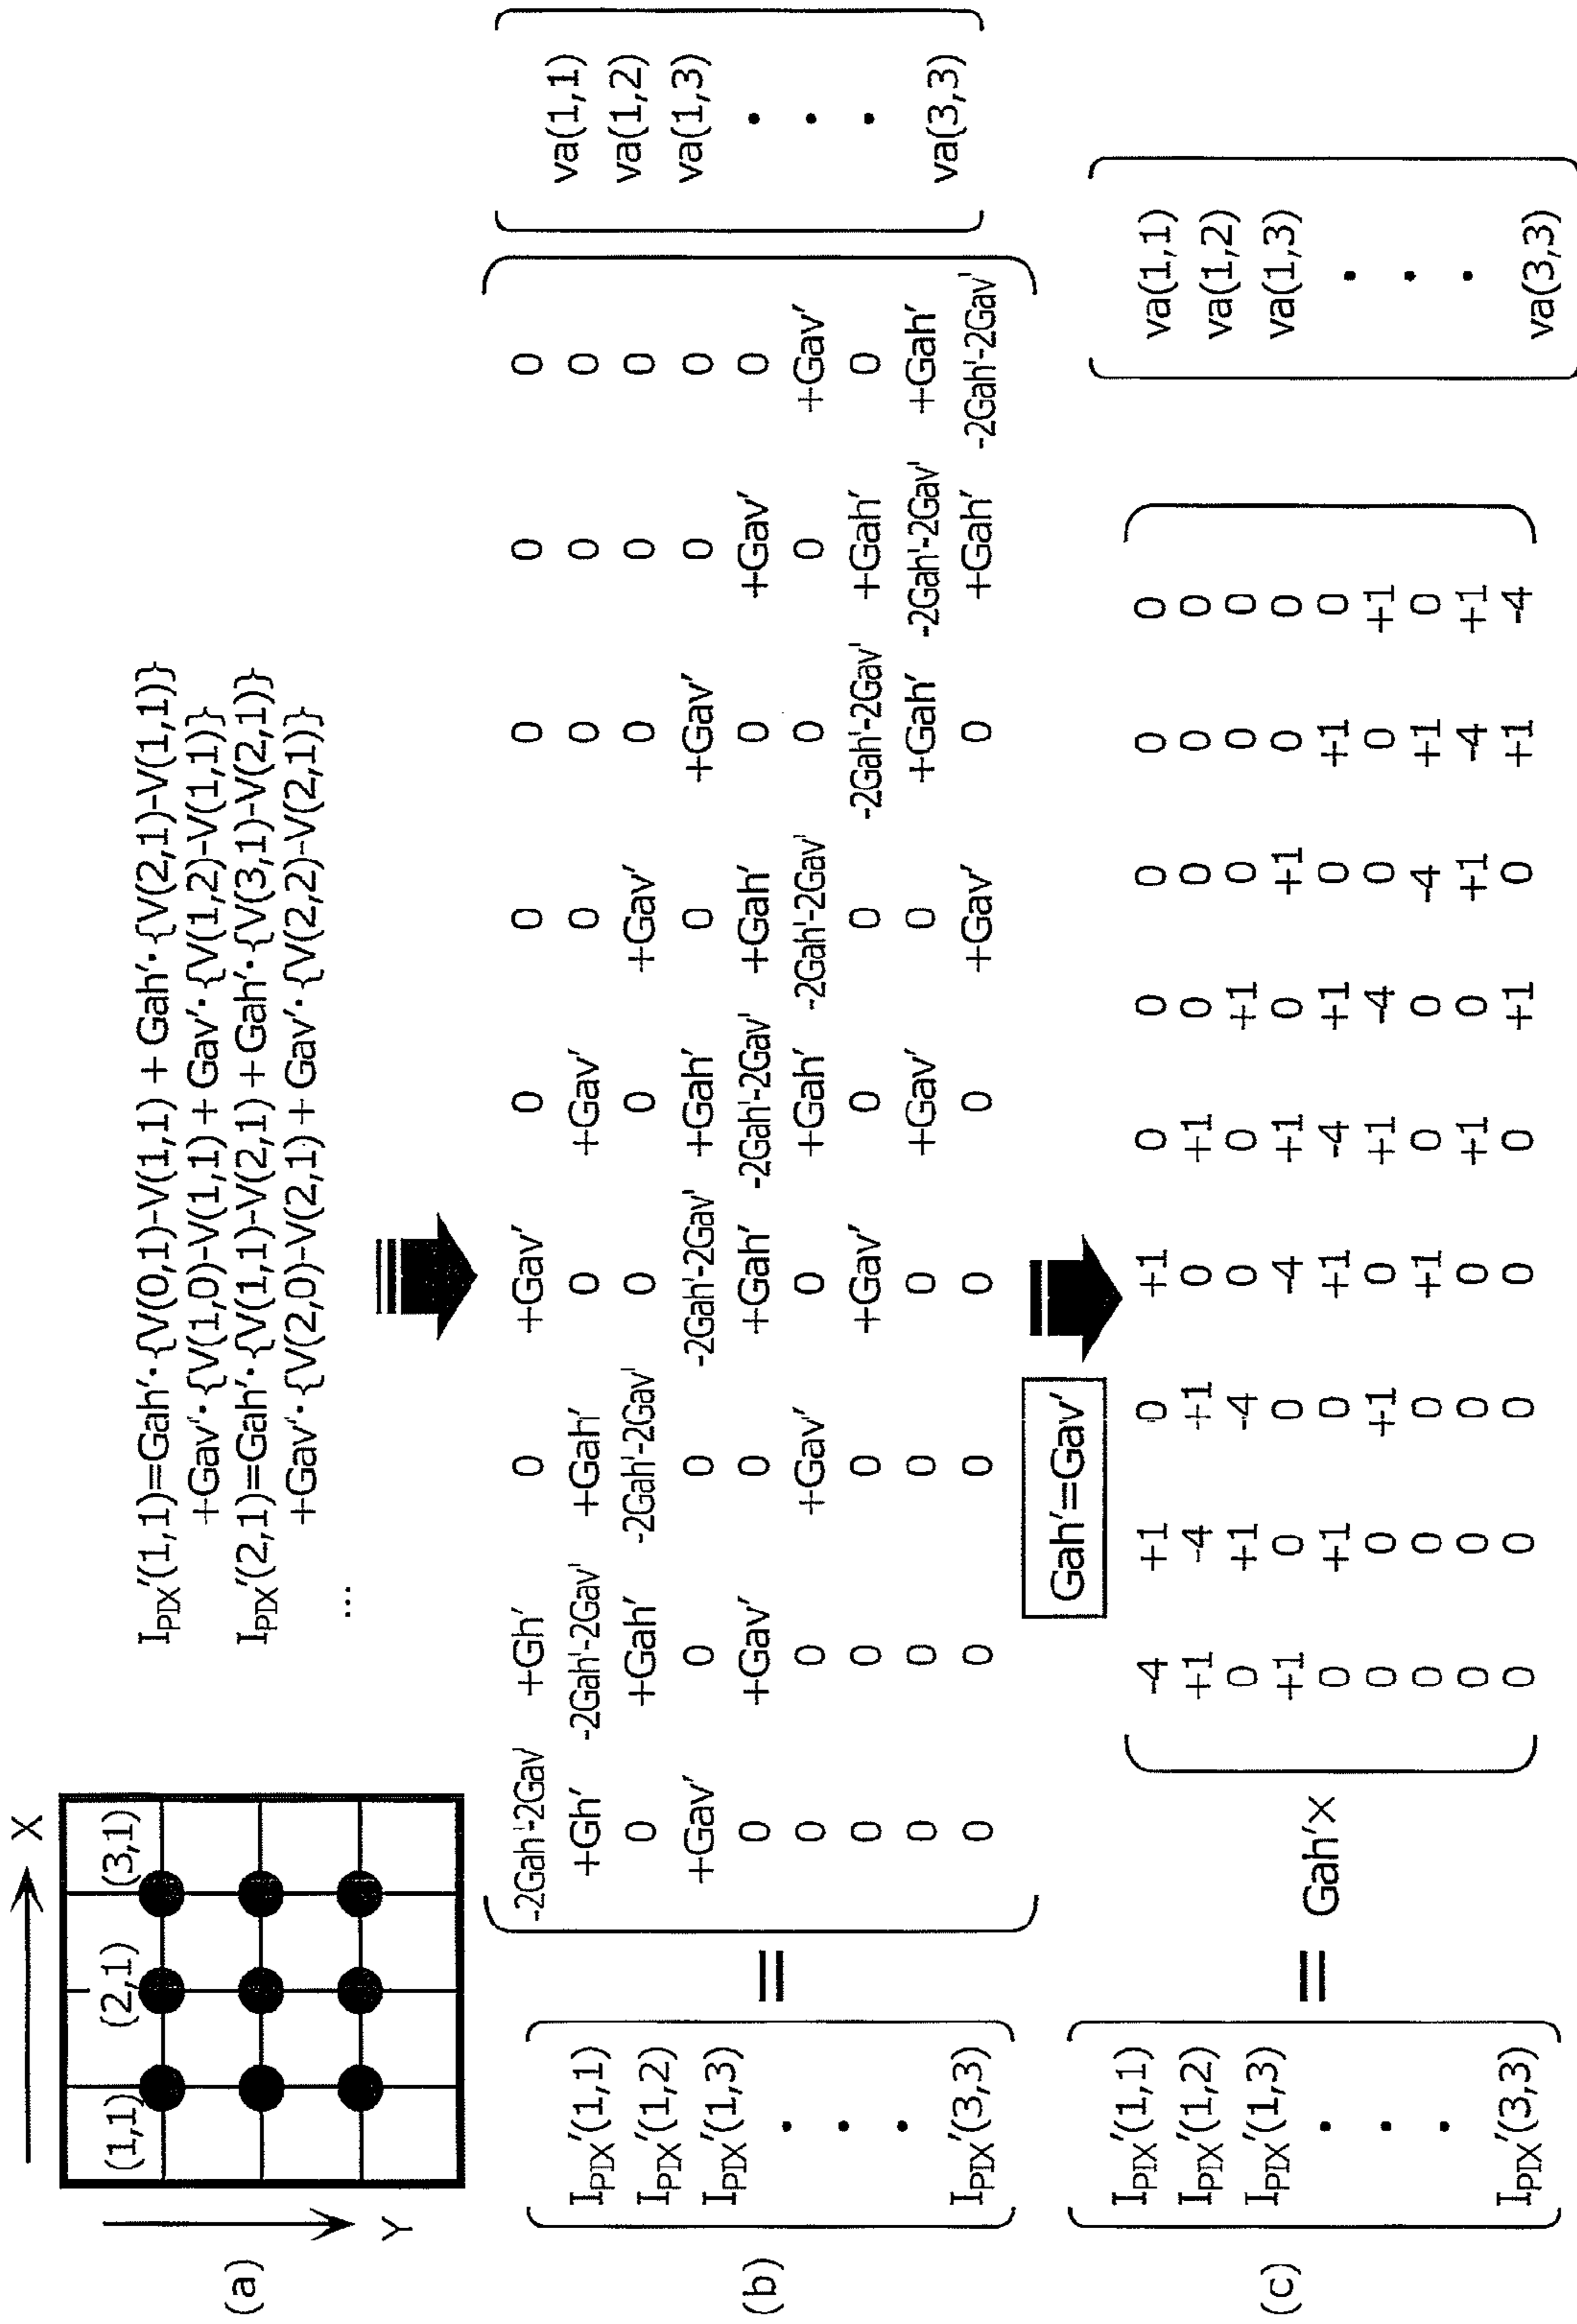 (a)
X
Y
(1,1) (2,1) (3,1)
I_PIX'(1,1)=Gah'·{V(0,1)-V(1,1) + Gah'·{V(2,1)-V(1,1)}
+Gav'·{V(1,0)-V(1,1) + Gav'·{V(1,2)-V(1,1)}
I_PIX'(2,1)=Gah'·{V(1,1)-V(2,1) + Gah'·{V(3,1)-V(2,1)}
+Gav'·{V(2,0)-V(2,1) + Gav'·{V(2,2)-V(2,1)}
...
(b)
I_PIX'(1,1)
I_PIX'(1,2)
I_PIX'(1,3)
·
·
·
I_PIX'(3,3)
=
-2Gah'-2Gav' +Gh' 0 +Gav' 0 0 0 0 0
+Gh' -2Gah'-2Gav' +Gah' 0 +Gav' 0 0 0 0
0 +Gah' -2Gah'-2Gav' 0 0 +Gav' 0 0 0
+Gav' 0 0 -2Gah'-2Gav' +Gah' 0 +Gav' 0 0
0 +Gav' 0 +Gah' -2Gah'-2Gav' +Gah' 0 +Gav' 0
0 0 +Gav' 0 +Gah' -2Gah'-2Gav' 0 0 +Gav'
0 0 0 +Gav' 0 0 -2Gah'-2Gav' +Gah' 0
0 0 0 0 +Gav' 0 +Gah' -2Gah'-2Gav' +Gah'
0 0 0 0 0 +Gav' 0 +Gah' -2Gah'-2Gav'
va(1,1)
va(1,2)
va(1,3)
·
·
·
va(3,3)
Gah'=Gav'
(c)
I_PIX'(1,1)
I_PIX'(1,2)
I_PIX'(1,3)
·
·
·
I_PIX'(3,3)
= Gah'×
-4 +1 0 +1 0 0 0 0 0
+1 -4 +1 0 +1 0 0 0 0
0 +1 -4 0 0 +1 0 0 0
+1 0 0 -4 +1 0 +1 0 0
0 +1 0 +1 -4 +1 0 +1 0
0 0 +1 0 +1 -4 0 0 +1
0 0 0 +1 0 0 -4 +1 0
0 0 0 0 +1 0 +1 -4 +1
0 0 0 0 0 +1 0 +1 -4
va(1,1)
va(1,2)
va(1,3)
·
·
·
va(3,3)